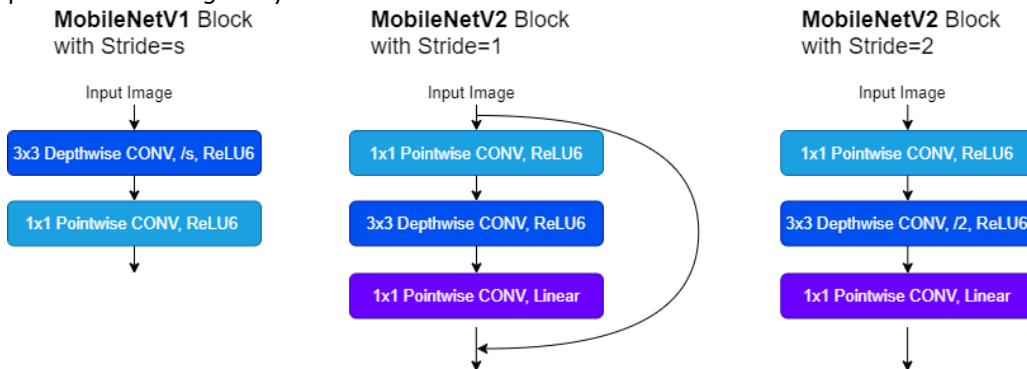 MobileNetV1 Block
with Stride=s
Input Image
3x3 Depthwise CONV, /s, ReLU6
1x1 Pointwise CONV, ReLU6
MobileNetV2 Block
with Stride=1
Input Image
1x1 Pointwise CONV, ReLU6
3x3 Depthwise CONV, ReLU6
1x1 Pointwise CONV, Linear
MobileNetV2 Block
with Stride=2
Input Image
1x1 Pointwise CONV, ReLU6
3x3 Depthwise CONV, /2, ReLU6
1x1 Pointwise CONV, Linear